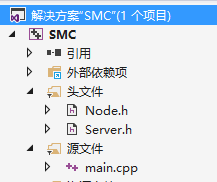 解决方案"SMC"(1 个项目)
SMC
引用
外部依赖项
头文件
Node.h
Server.h
源文件
main.cpp